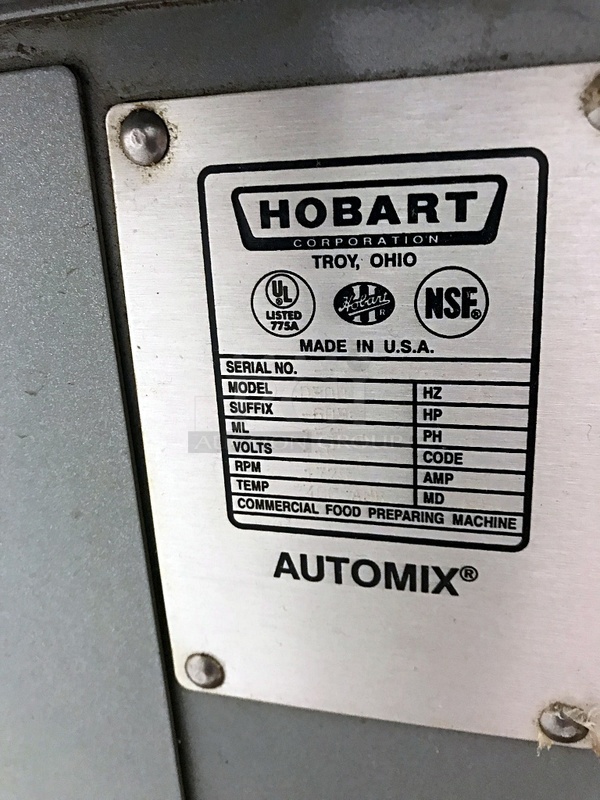 HOBART
CORPORATION
TROY, OHIO
UL
LISTED
775A
Hobart
R
NSF®
MADE IN U.S.A.
SERIAL NO.
MODEL HZ
SUFFIX HP
ML PH
VOLTS CODE
RPM AMP
TEMP MD
COMMERCIAL FOOD PREPARING MACHINE
AUTOMIX®